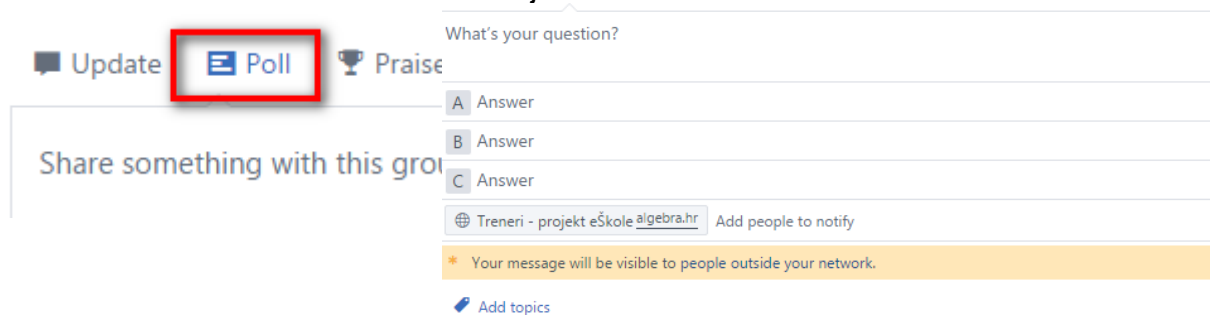 Update Poll Praise
Share something with this grou
What's your question?
A Answer
B Answer
C Answer
Treneri - projekt eŠkole algebra.hr Add people to notify
* Your message will be visible to people outside your network.
Add topics